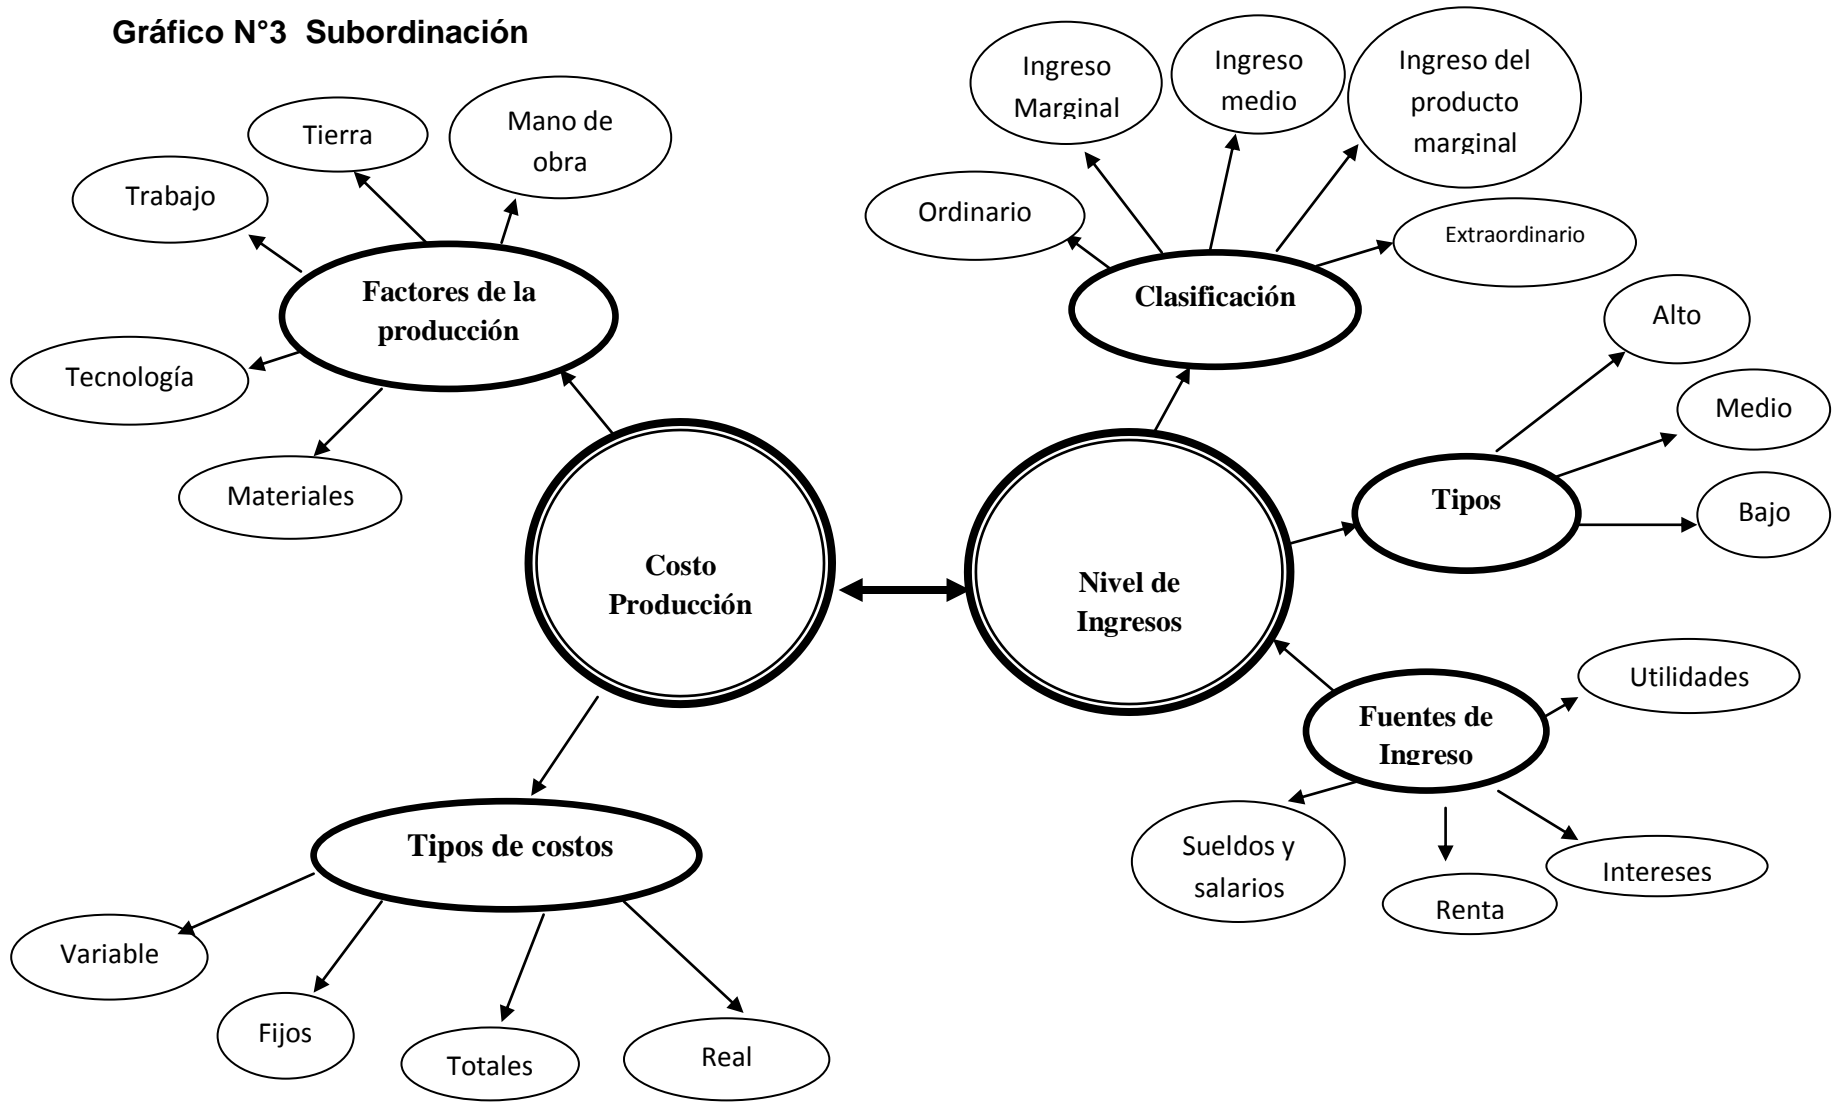 Gráfico N°3  Subordinación
Tierra
Mano de
obra
Trabajo
Factores de la
producción
Tecnología
Materiales
Costo
Producción
Tipos de costos
Variable
Fijos
Totales
Real
Ingreso
Marginal
Ingreso
medio
Ingreso del
producto
marginal
Ordinario
Extraordinario
Clasificación
Alto
Medio
Bajo
Tipos
Nivel de
Ingresos
Fuentes de
Ingreso
Utilidades
Sueldos y
salarios
Renta
Intereses